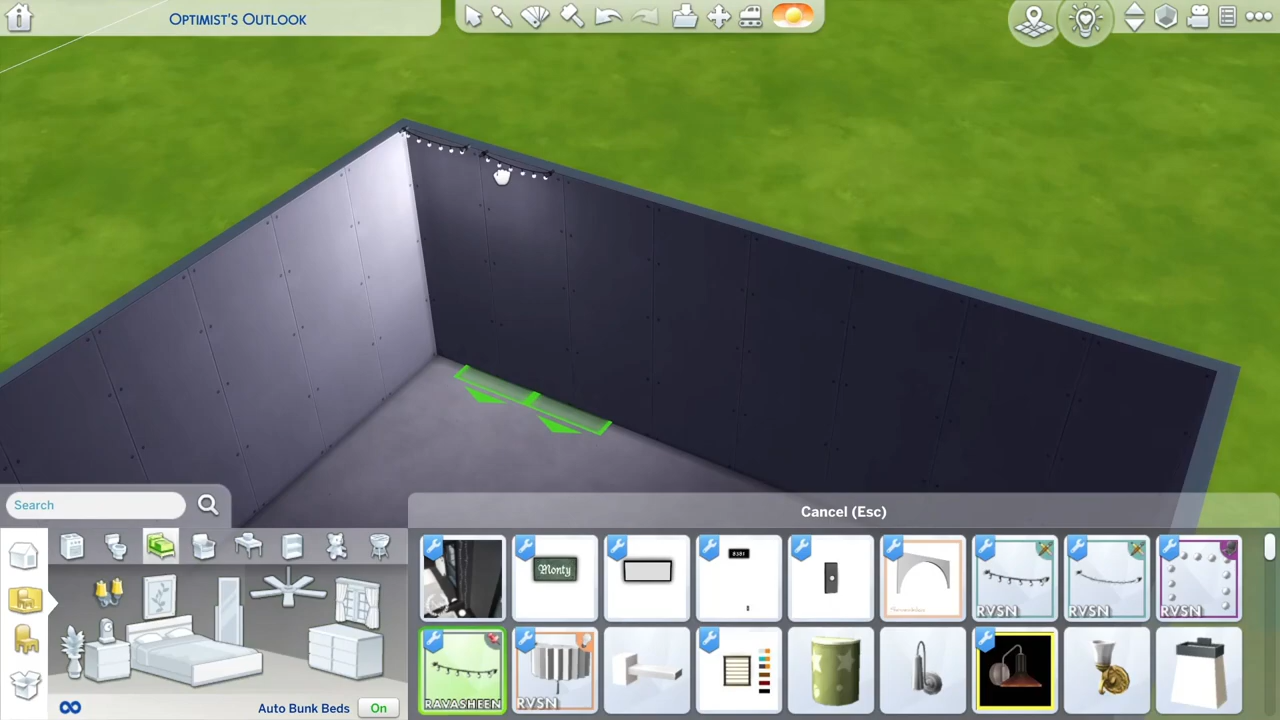 OPTIMIST'S OUTLOOK
Search
Cancel (Esc)
Monty
RVSN
RVSN
RVSN
RAVASHEEN
RVSN
Auto Bunk Beds
On